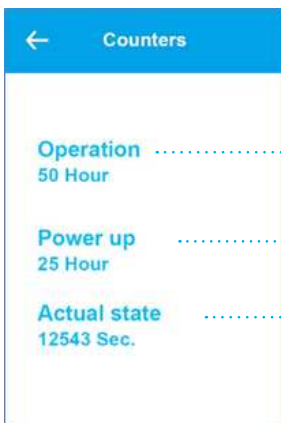 Counters
Operation
50 Hour
Power up
25 Hour
Actual state
12543 Sec.